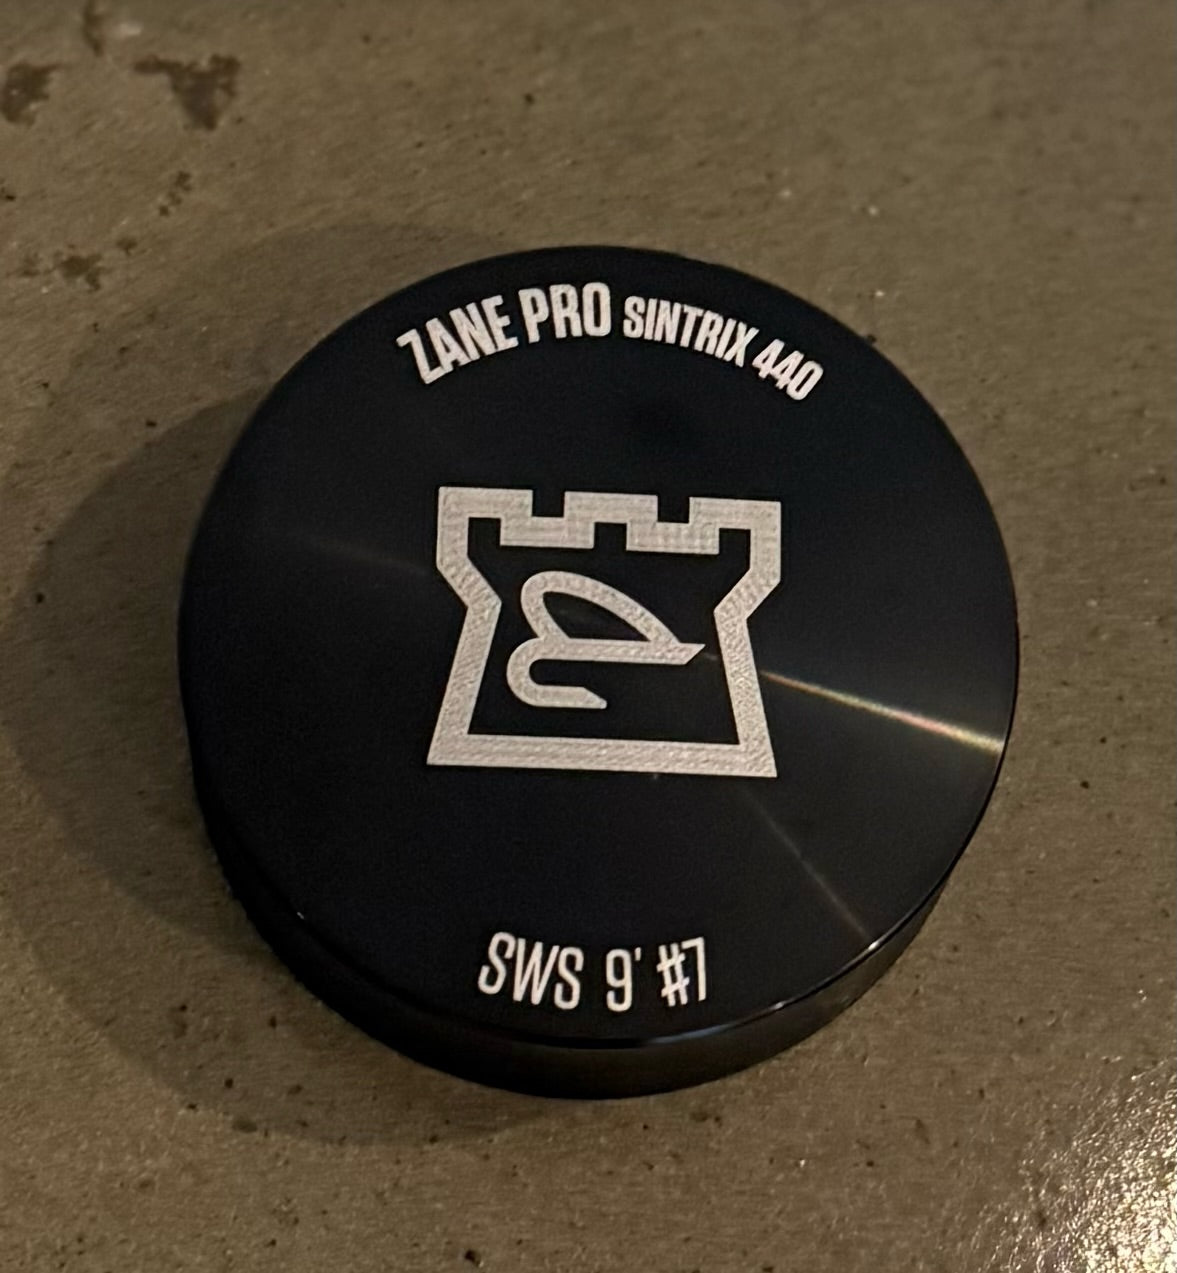 ZANE PRO SINTRIX 440
SWS 9' #7